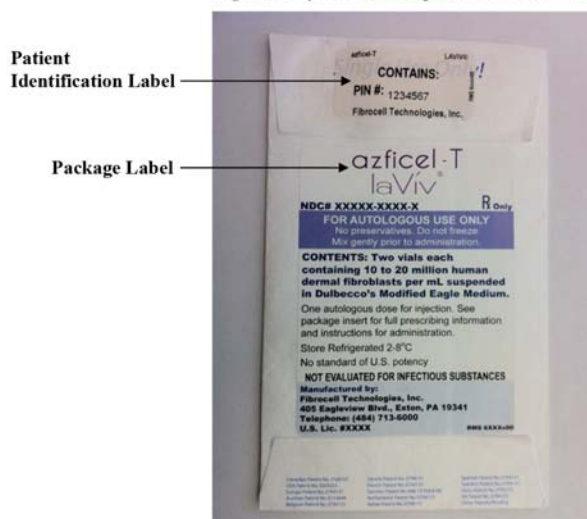 Patient
Identification Label
Package Label
azficel-T LAVIV®
Single Only!
CONTAINS:
PIN #: 1234567
Fibrocell Technologies, Inc.
azficel-T
laViv®
NDC# XXXXX-XXXX-X Rx Only
FOR AUTOLOGOUS USE ONLY
No preservatives. Do not freeze
Mix gently prior to administration.
CONTENTS: Two vials each
containing 10 to 20 million human
dermal fibroblasts per mL suspended
in Dulbecco's Modified Eagle Medium.
One autologous dose for injection. See
package insert for full prescribing information
and instructions for administration.
Store Refrigerated 2-8°C
No standard of U.S. potency
NOT EVALUATED FOR INFECTIOUS SUBSTANCES
Manufactured by:
Fibrocell Technologies, Inc.
405 Eagleview Blvd., Exton, PA 19341
Telephone: (484) 713-6000
U.S. Lic. #XXXX